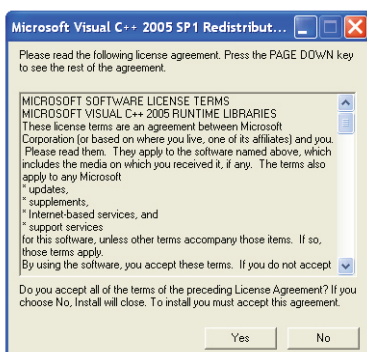 Microsoft Visual C++ 2005 SP1 Redistribut...
Please read the following license agreement. Press the PAGE DOWN key
to see the rest of the agreement.
MICROSOFT SOFTWARE LICENSE TERMS
MICROSOFT VISUAL C++ 2005 RUNTIME LIBRARIES
These license terms are an agreement between Microsoft
Corporation (or based on where you live, one of its affiliates) and you.
Please read them. They apply to the software named above, which
includes the media on which you received it, if any. The terms also
apply to any Microsoft
* updates,
* supplements,
* Internet-based services, and
* support services
for this software, unless other terms accompany those items. If so,
those terms apply.
By using the software, you accept these terms. If you do not accept
Do you accept all of the terms of the preceding License Agreement? If you
choose No, Install will close. To install you must accept this agreement.
Yes No